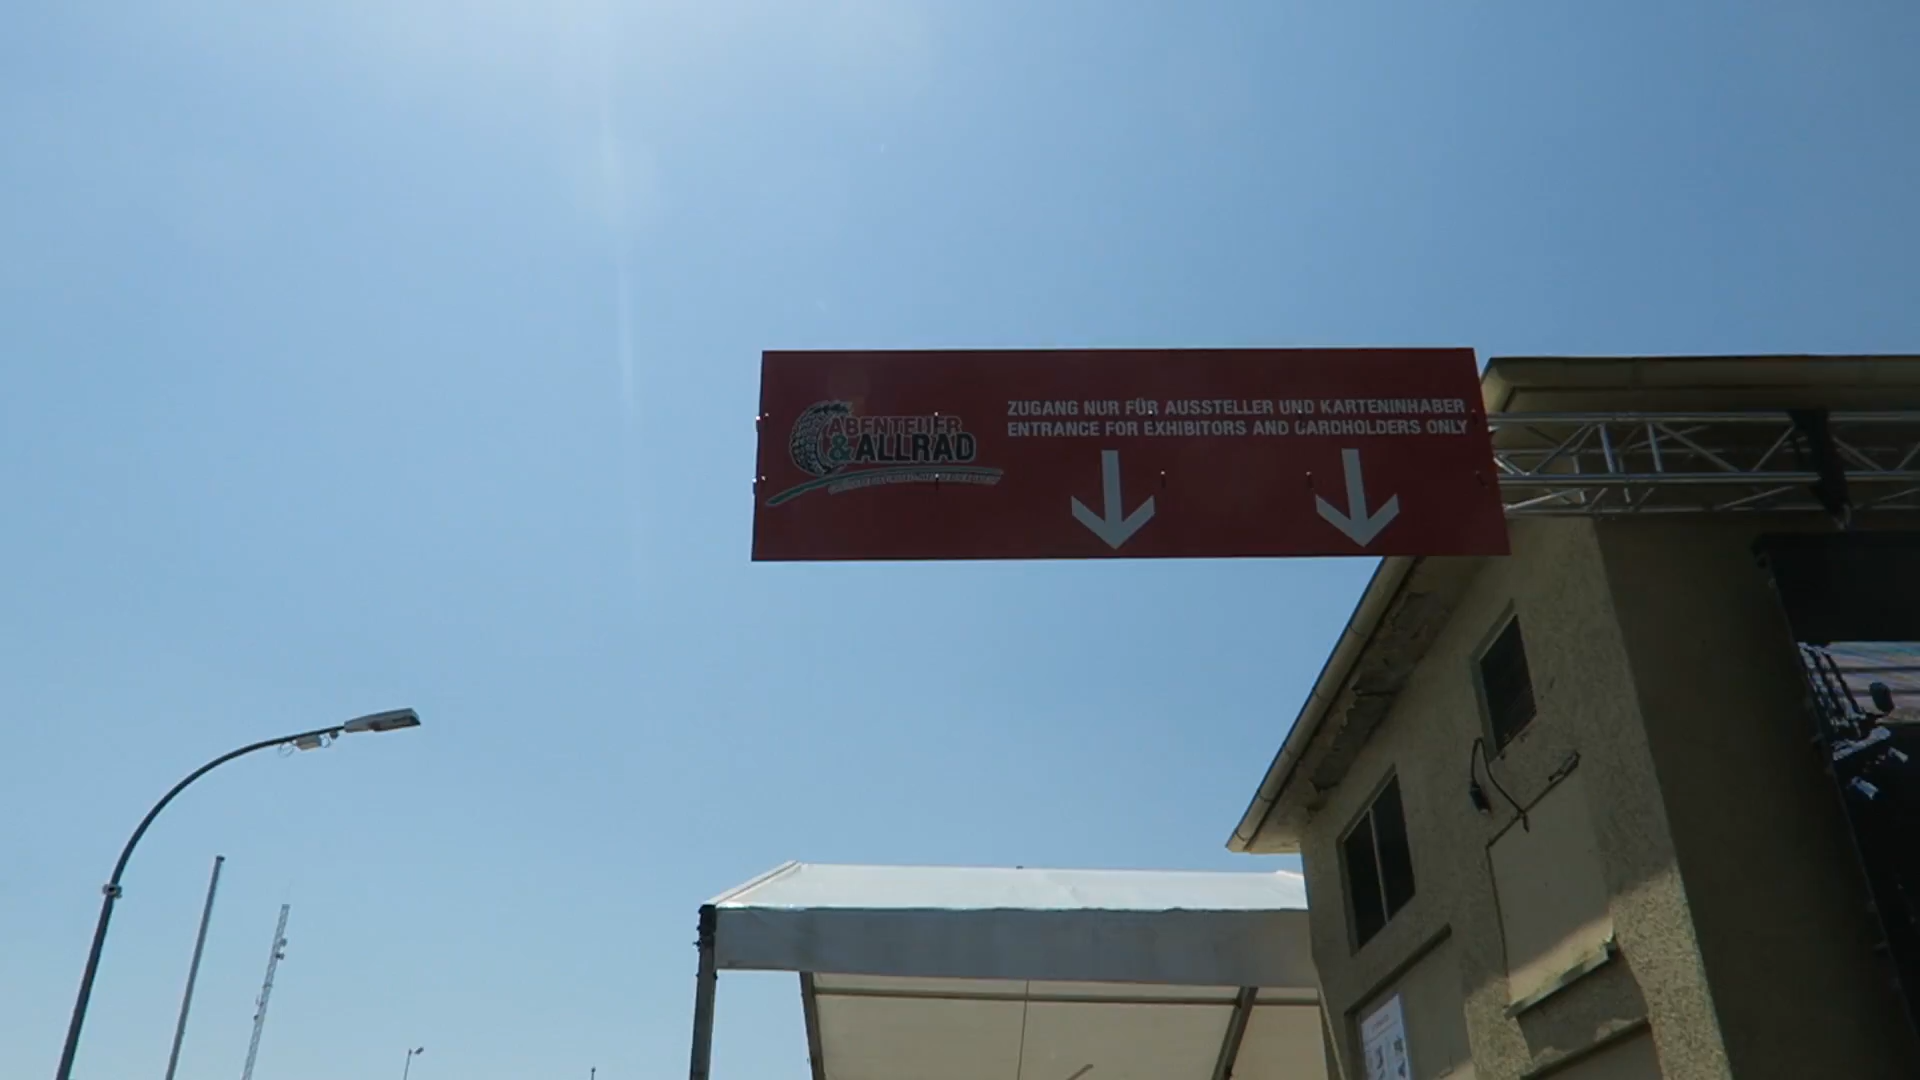 ABENTEUER
&ALLRAD
ZUGANG NUR FÜR AUSSTELLER UND KARTENINHABER
ENTRANCE FOR EXHIBITORS AND CARDHOLDERS ONLY